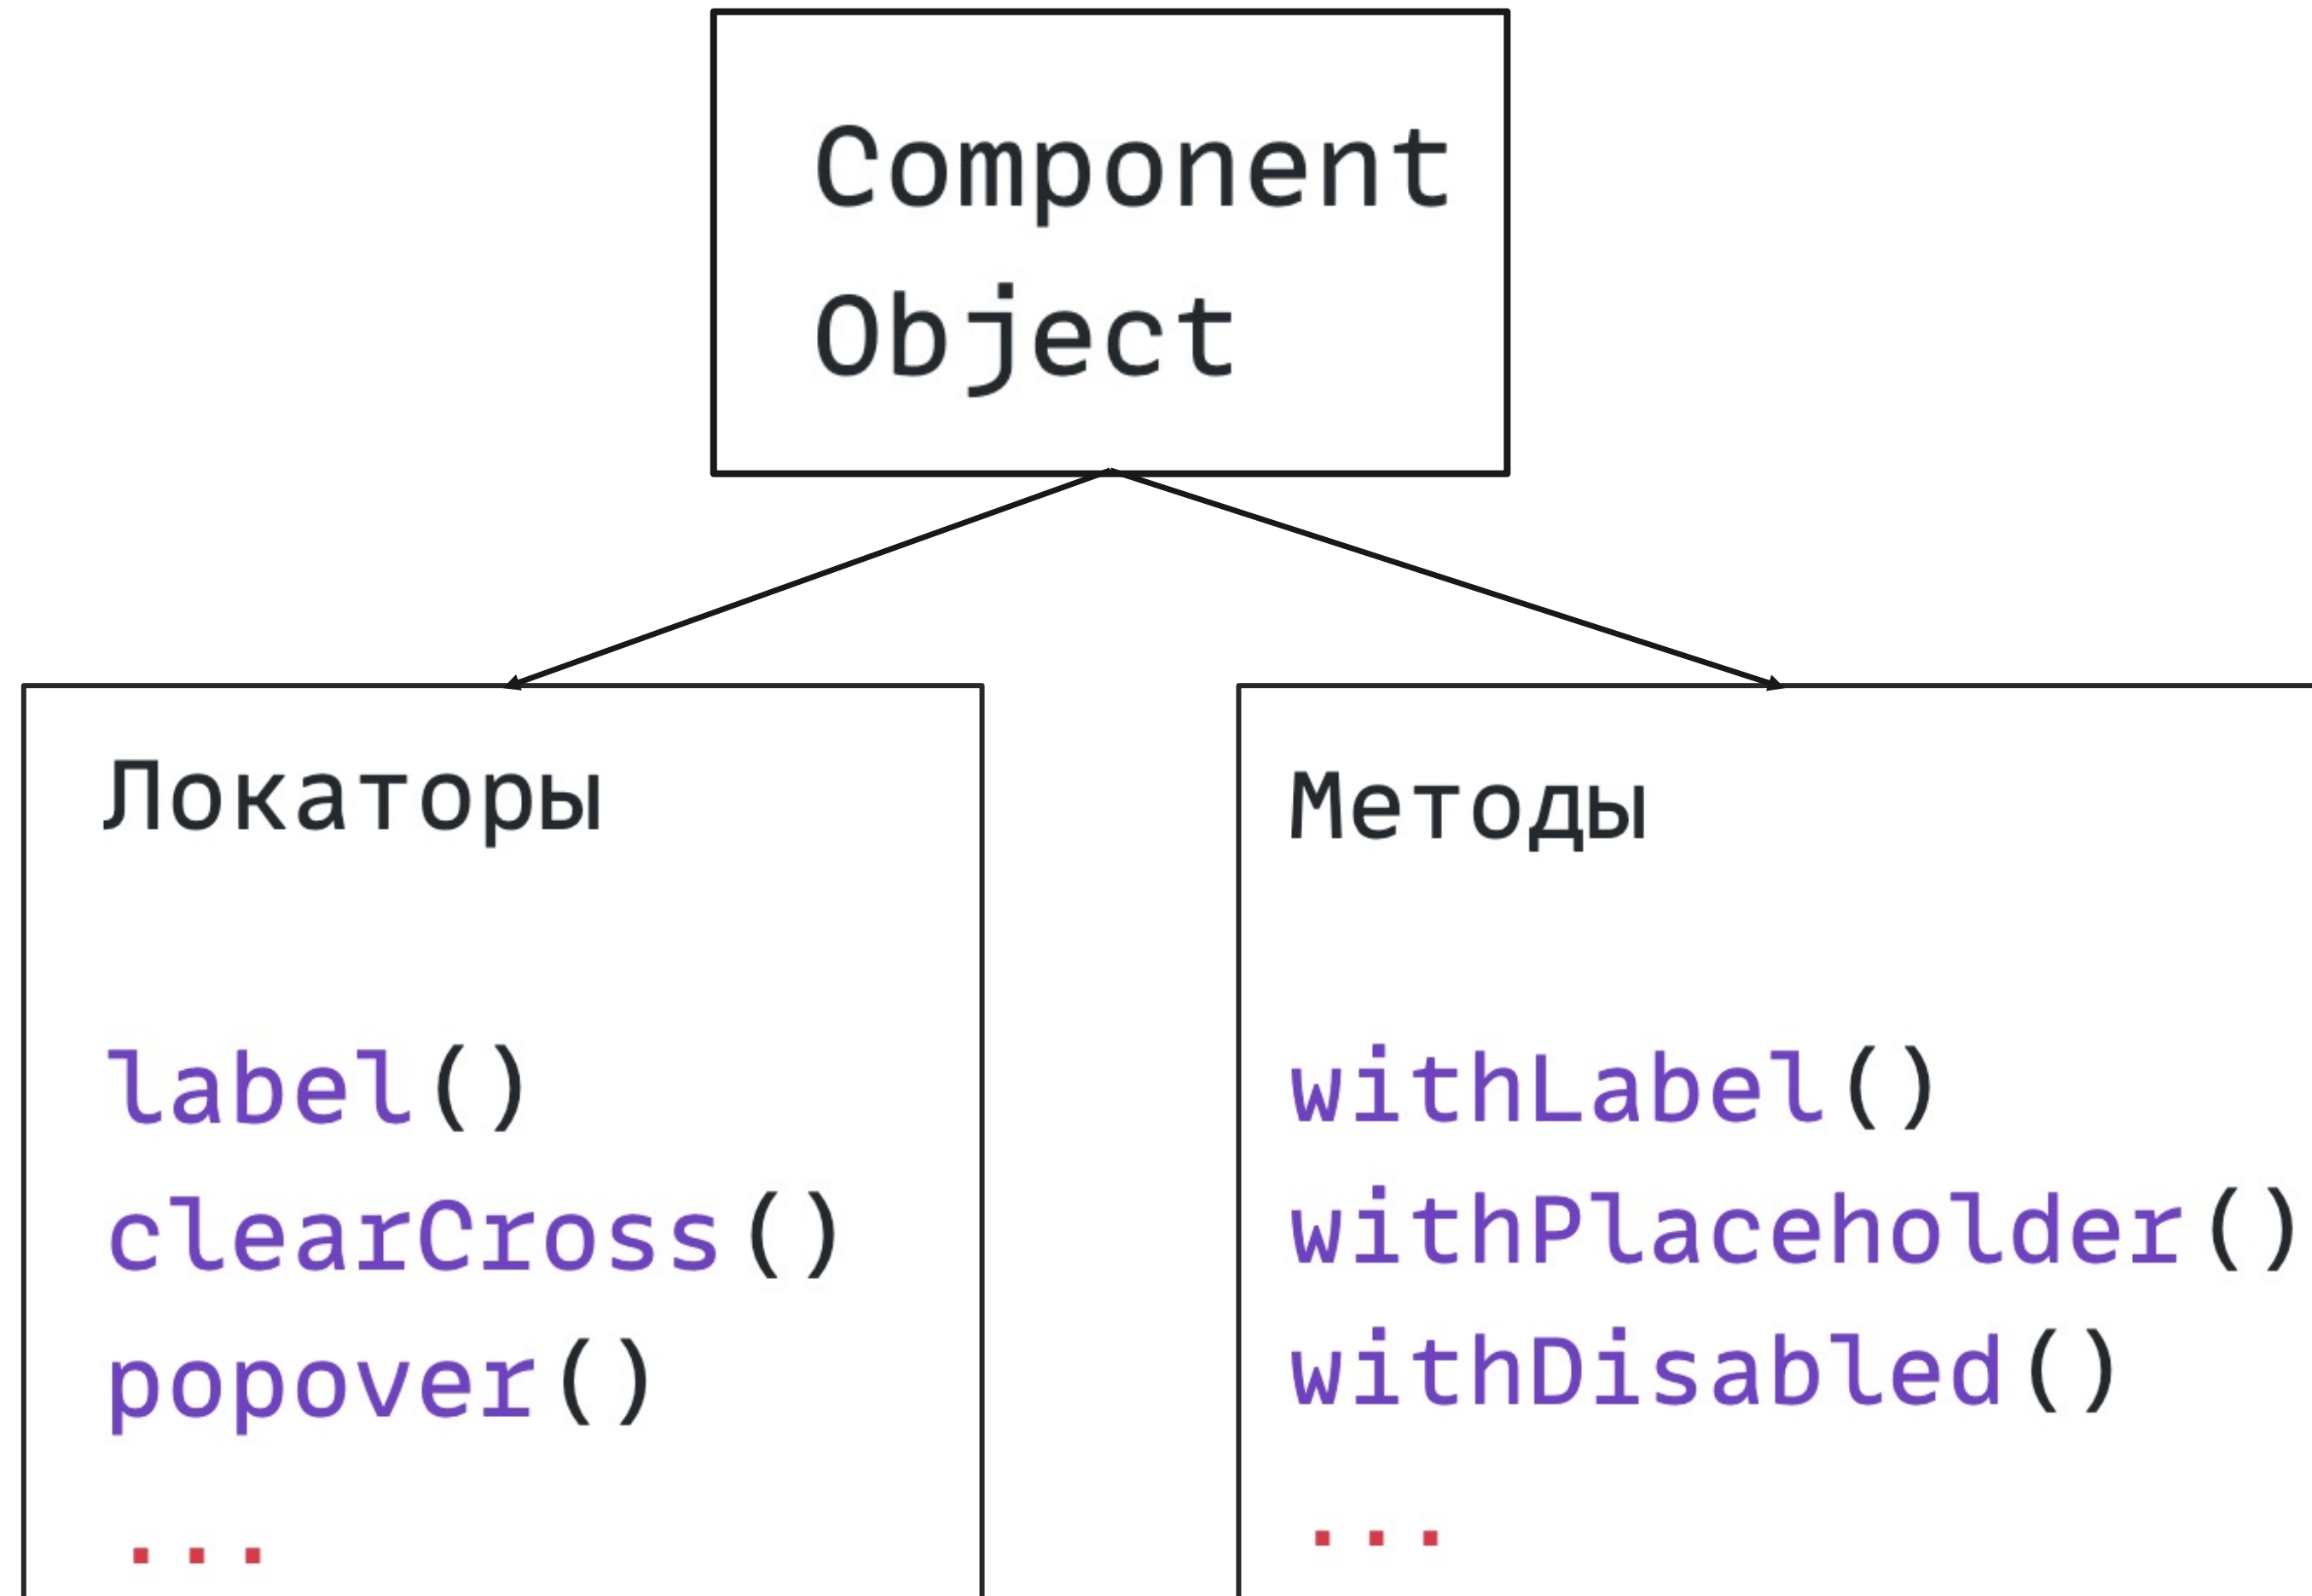 Component
Object
Локаторы
label()
clearCross()
popover()
...
Методы
withLabel()
withPlaceholder()
withDisabled()
...